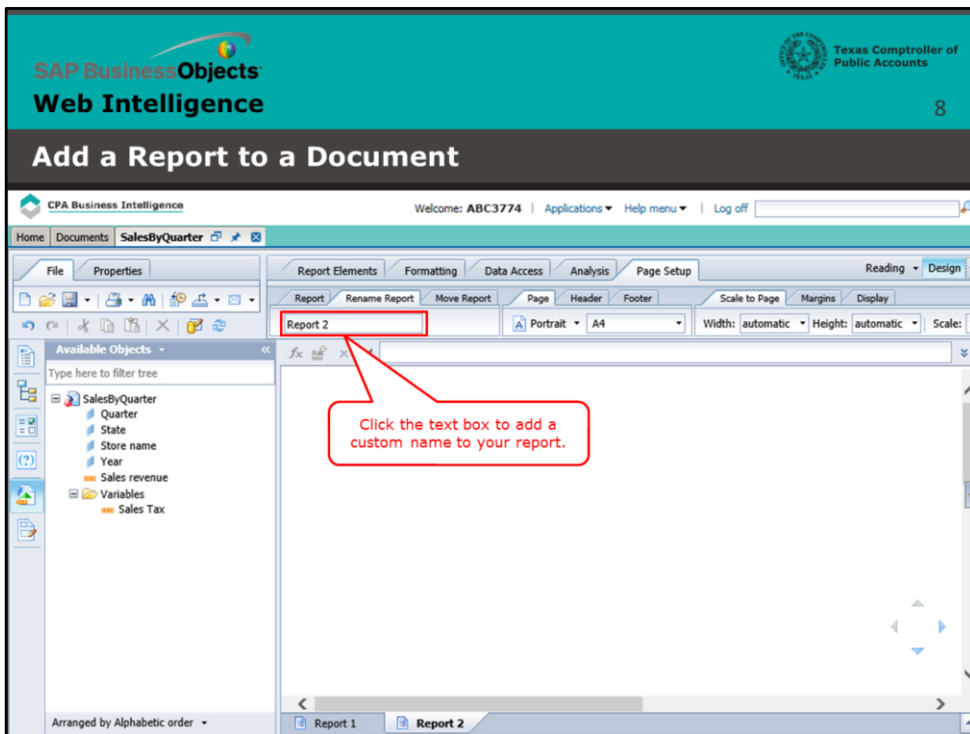 SAP BusinessObjects
Web Intelligence
Texas Comptroller of
Public Accounts
8
Add a Report to a Document
CPA Business Intelligence
Welcome: ABC3774 | Applications Help menu | Log off
Home Documents SalesByQuarter
File Properties
Report Elements Formatting Data Access Analysis Page Setup
Reading Design
Report Rename Report Move Report Page Header Footer Scale to Page Margins Display
Report 2
A Portrait A4
Width: automatic Height: automatic Scale:
Available Objects
Type here to filter tree
SalesByQuarter
Quarter
State
Store name
Year
Sales revenue
Variables
Sales Tax
Click the text box to add a
custom name to your report.
Arranged by Alphabetic order
Report 1 Report 2